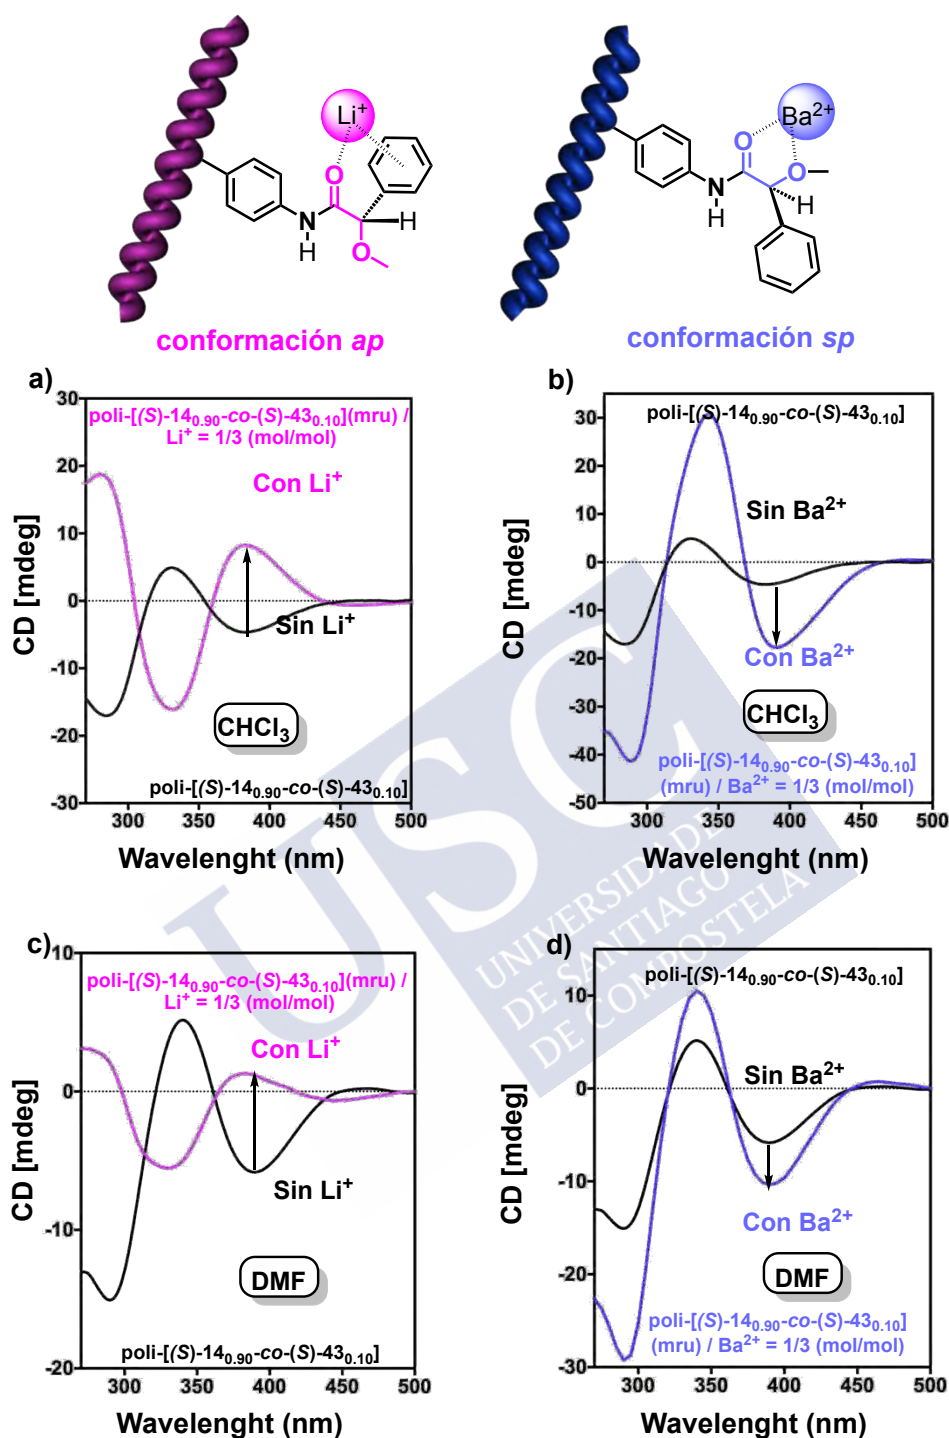 Li+
Ba2+
O
O
O
N
H
H
O
N
H
H
conformación ap
conformación sp
a)
30
20
10
0
-10
-20
-30
CD [mdeg]
poli-[(S)-140.90-co-(S)-430.10](mru) /
Li+ = 1/3 (mol/mol)
Con Li+
Sin Li+
CHCl3
poli-[(S)-140.90-co-(S)-430.10]
300 350 400 450 500
Wavelenght (nm)
b)
30
20
10
0
-10
-20
-30
-40
-50
CD [mdeg]
poli-[(S)-140.90-co-(S)-430.10]
Sin Ba2+
Con Ba2+
CHCl3
poli-[(S)-140.90-co-(S)-430.10]
(mru) / Ba2+ = 1/3 (mol/mol)
300 350 400 450 500
Wavelenght (nm)
USC
UNIVERSIDADE
DE SANTIAGO
DE COMPOSTELA
c)
10
0
-10
-20
CD [mdeg]
poli-[(S)-140.90-co-(S)-430.10](mru) /
Li+ = 1/3 (mol/mol)
Con Li+
Sin Li+
DMF
poli-[(S)-140.90-co-(S)-430.10]
300 350 400 450 500
Wavelenght (nm)
d)
10
0
-10
-20
-30
CD [mdeg]
poli-[(S)-140.90-co-(S)-430.10]
Sin Ba2+
Con Ba2+
DMF
poli-[(S)-140.90-co-(S)-430.10]
(mru) / Ba2+ = 1/3 (mol/mol)
300 350 400 450 500
Wavelenght (nm)